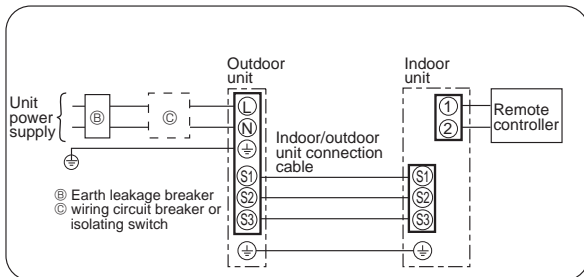 Outdoor
unit
Indoor
unit
Unit
power
supply
Ⓑ
Ⓒ
L
N
S1
S2
S3
Indoor/outdoor
unit connection
cable
1
2
Remote
controller
S1
S2
S3
Ⓑ Earth leakage breaker
Ⓒ wiring circuit breaker or
isolating switch